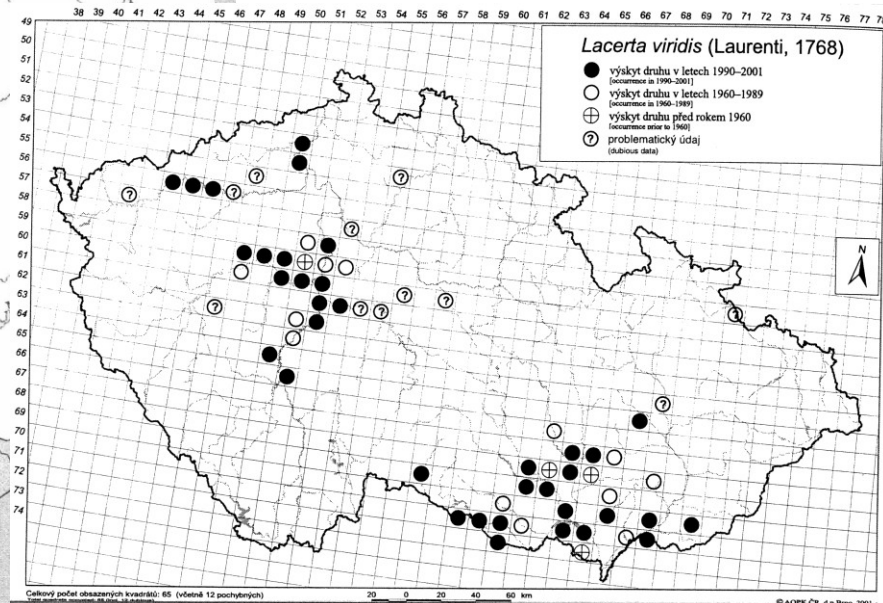 38 39 40 41 42 43 44 45 46 47 48 49 50 51 52 53 54 55 56 57 58 59 60 61 62 63 64 65 66 67 68 69 70 71 72 73 74 75 76 77
49
50
51
52
53
54
55
56
57
58
59
60
61
62
63
64
65
66
67
68
69
70
71
72
73
74
Lacerta viridis (Laurenti, 1768)
výskyt druhu v letech 1990–2001
[occurrence in 1990–2001]
výskyt druhu v letech 1960–1989
[occurrence in 1960–1989]
výskyt druhu před rokem 1960
[occurrence prior to 1960]
? problematický údaj
(dubious data)
N
Celkový počet obsazených kvadrátů: 65 (včetně 12 pochybných)
20 0 20 40 60 km
© AOPK ČR